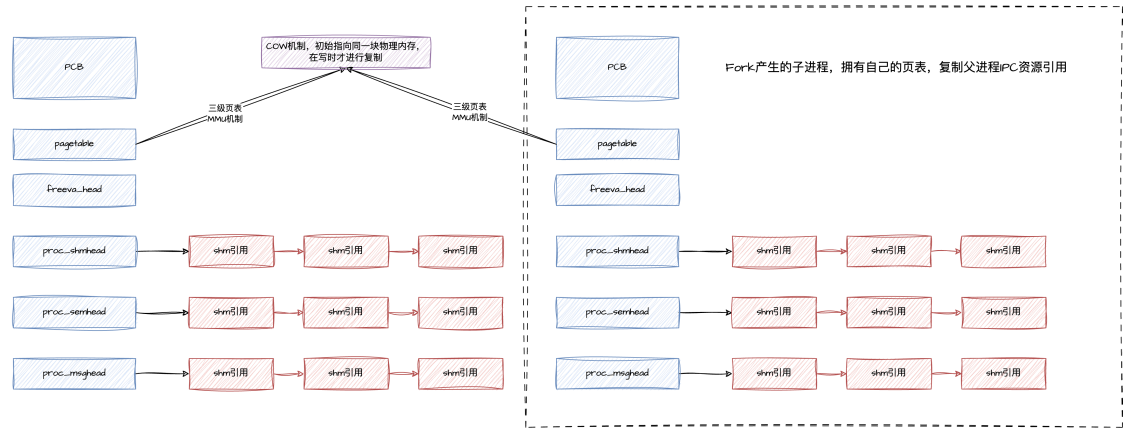 PCB
COW机制，初始指向同一块物理内存，
在写时才进行复制
三级页表
MMU机制
pagetable
freeva_head
proc_shmhead
shm引用
shm引用
shm引用
proc_semhead
shm引用
shm引用
shm引用
proc_msghead
shm引用
shm引用
shm引用
PCB
Fork产生的子进程，拥有自己的页表，复制父进程IPC资源引用
三级页表
MMU机制
pagetable
freeva_head
proc_shmhead
shm引用
shm引用
shm引用
proc_semhead
shm引用
shm引用
shm引用
proc_msghead
shm引用
shm引用
shm引用